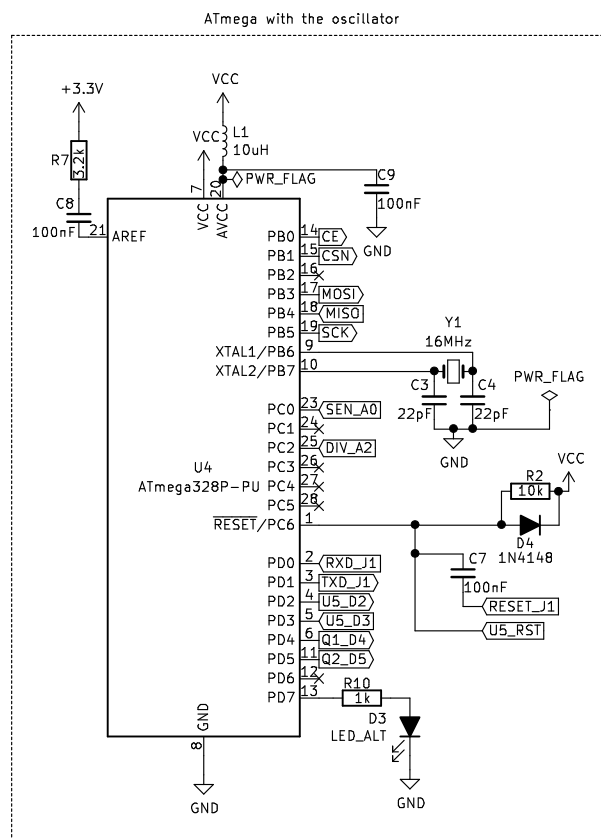 ATmega with the oscillator
+3.3V
VCC
L1
10uH
VCC
R7
3.2k
C9
100nF
PWR_FLAG
C8
100nF
7
20
VCC
AVCC
GND
21
AREF
PB0 14 CE
PB1 15 CSN
PB2 16
PB3 17 MOSI
PB4 18 MISO
PB5 19 SCK
XTAL1/PB6 9
XTAL2/PB7 10
Y1
16MHz
C3
22pF
C4
22pF
PWR_FLAG
GND
PC0 23 SEN_A0
PC1 24
PC2 25 DIV_A2
PC3 26
PC4 27
PC5 28
RESET/PC6 1
U4
ATmega328P-PU
VCC
R2
10k
D4
1N4148
C7
100nF
RESET_J1
U5_RST
PD0 2 RXD_J1
PD1 3 TXD_J1
PD2 4 U5_D2
PD3 5 U5_D3
PD4 6 Q1_D4
PD5 11 Q2_D5
PD6 12
PD7 13
R10
1k
D3
LED_ALT
GND
GND
8
GND